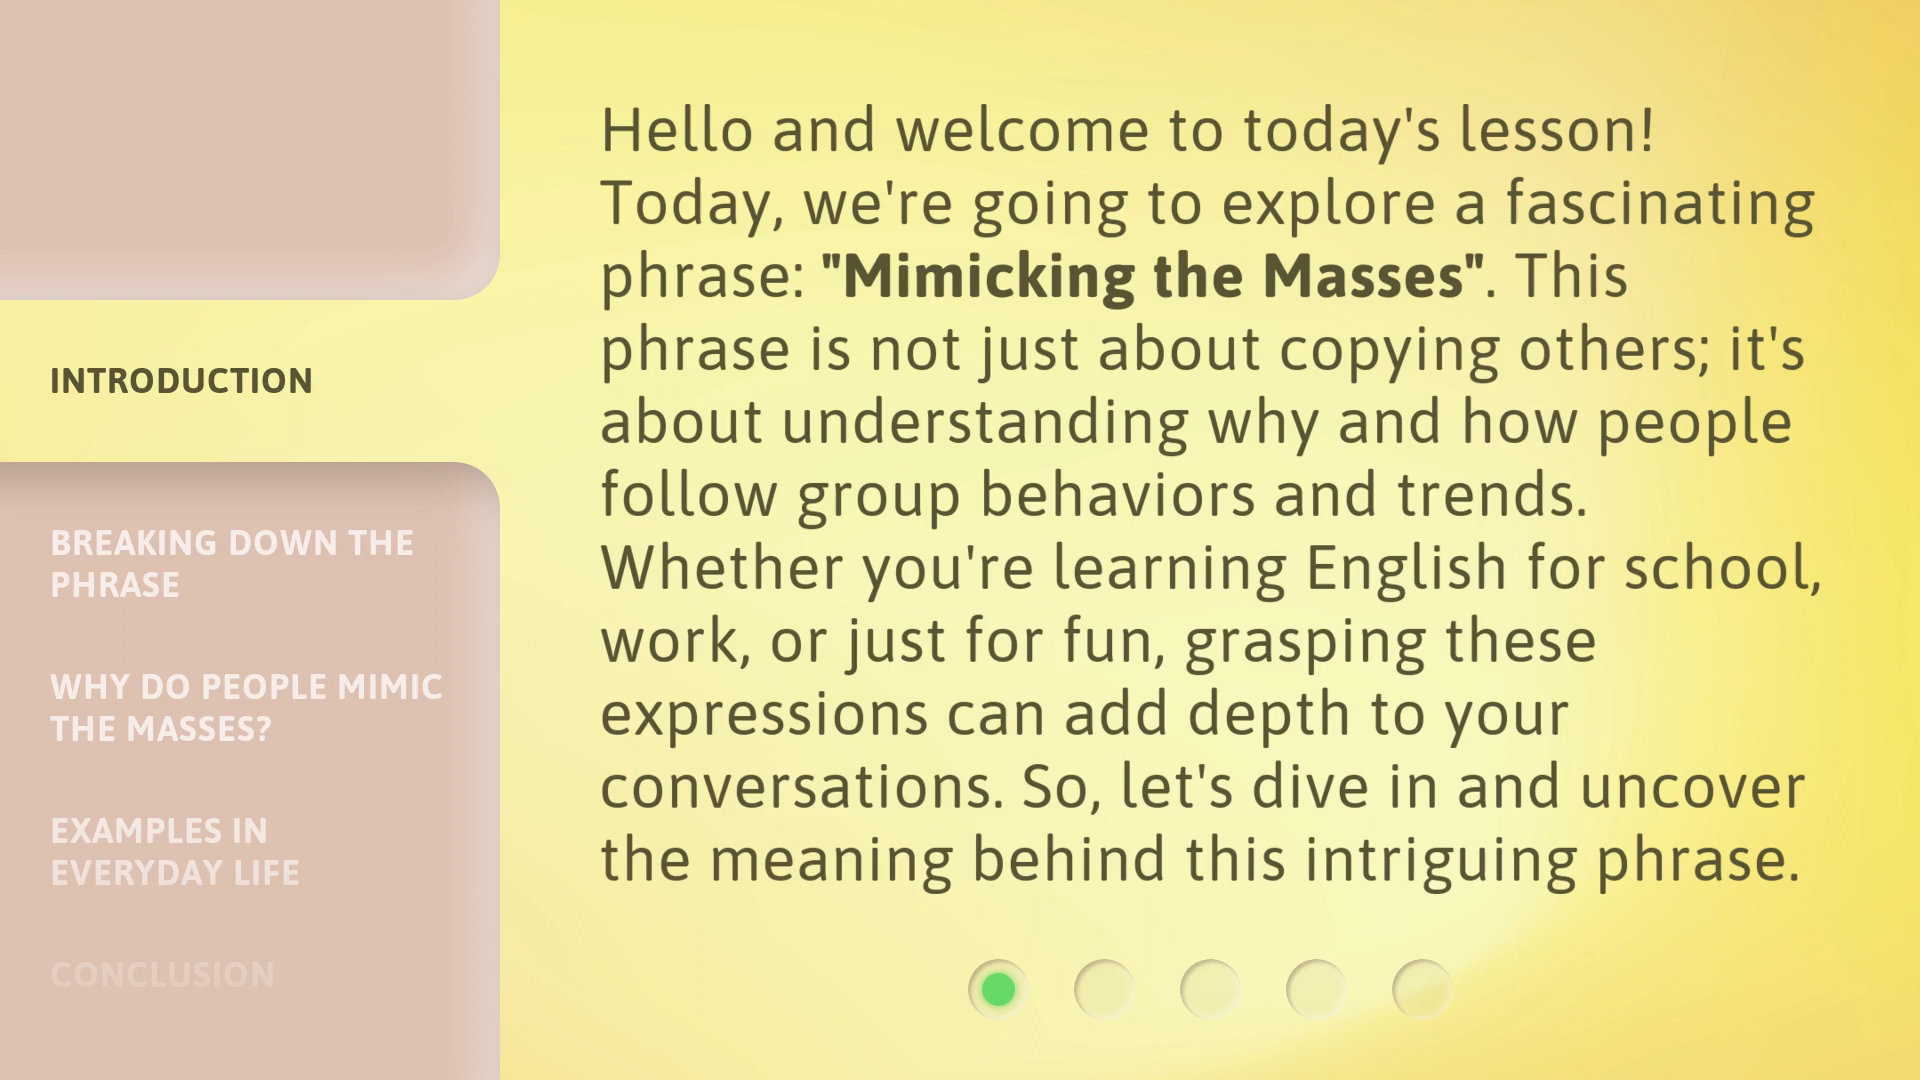 INTRODUCTION
BREAKING DOWN THE
PHRASE
WHY DO PEOPLE MIMIC
THE MASSES?
EXAMPLES IN
EVERYDAY LIFE
CONCLUSION
Hello and welcome to today's lesson!
Today, we're going to explore a fascinating
phrase: "Mimicking the Masses". This
phrase is not just about copying others; it's
about understanding why and how people
follow group behaviors and trends.
Whether you're learning English for school,
work, or just for fun, grasping these
expressions can add depth to your
conversations. So, let's dive in and uncover
the meaning behind this intriguing phrase.